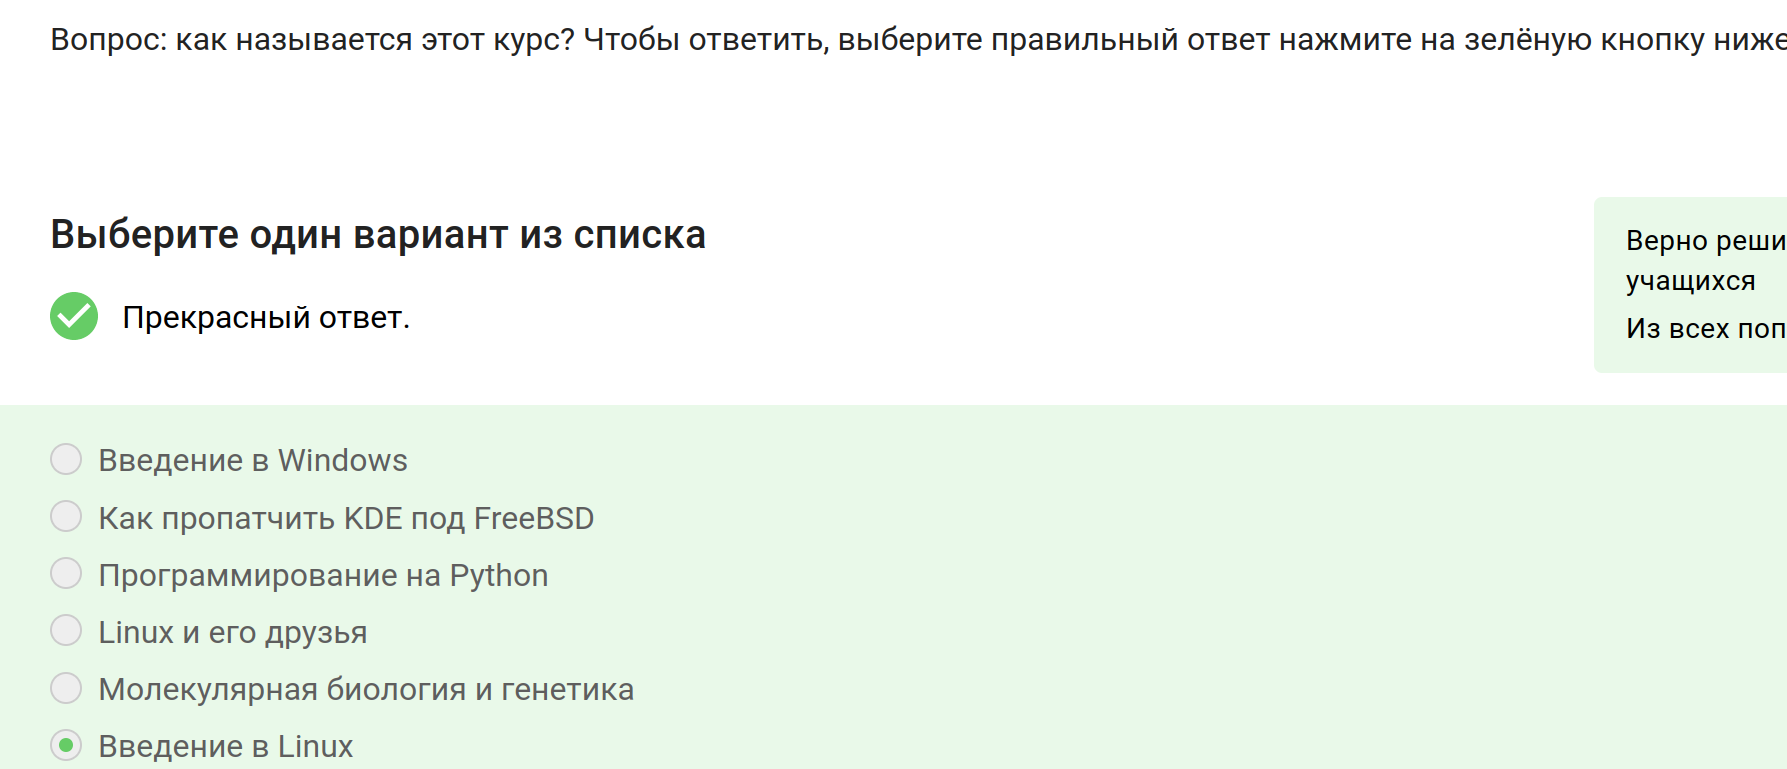 Вопрос: как называется этот курс? Чтобы ответить, выберите правильный ответ нажмите на зелёную кнопку ниже
Выберите один вариант из списка
Прекрасный ответ.
Верно реши
учащихся
Из всех поп
Введение в Windows
Как пропатчить KDE под FreeBSD
Программирование на Python
Linux и его друзья
Молекулярная биология и генетика
Введение в Linux